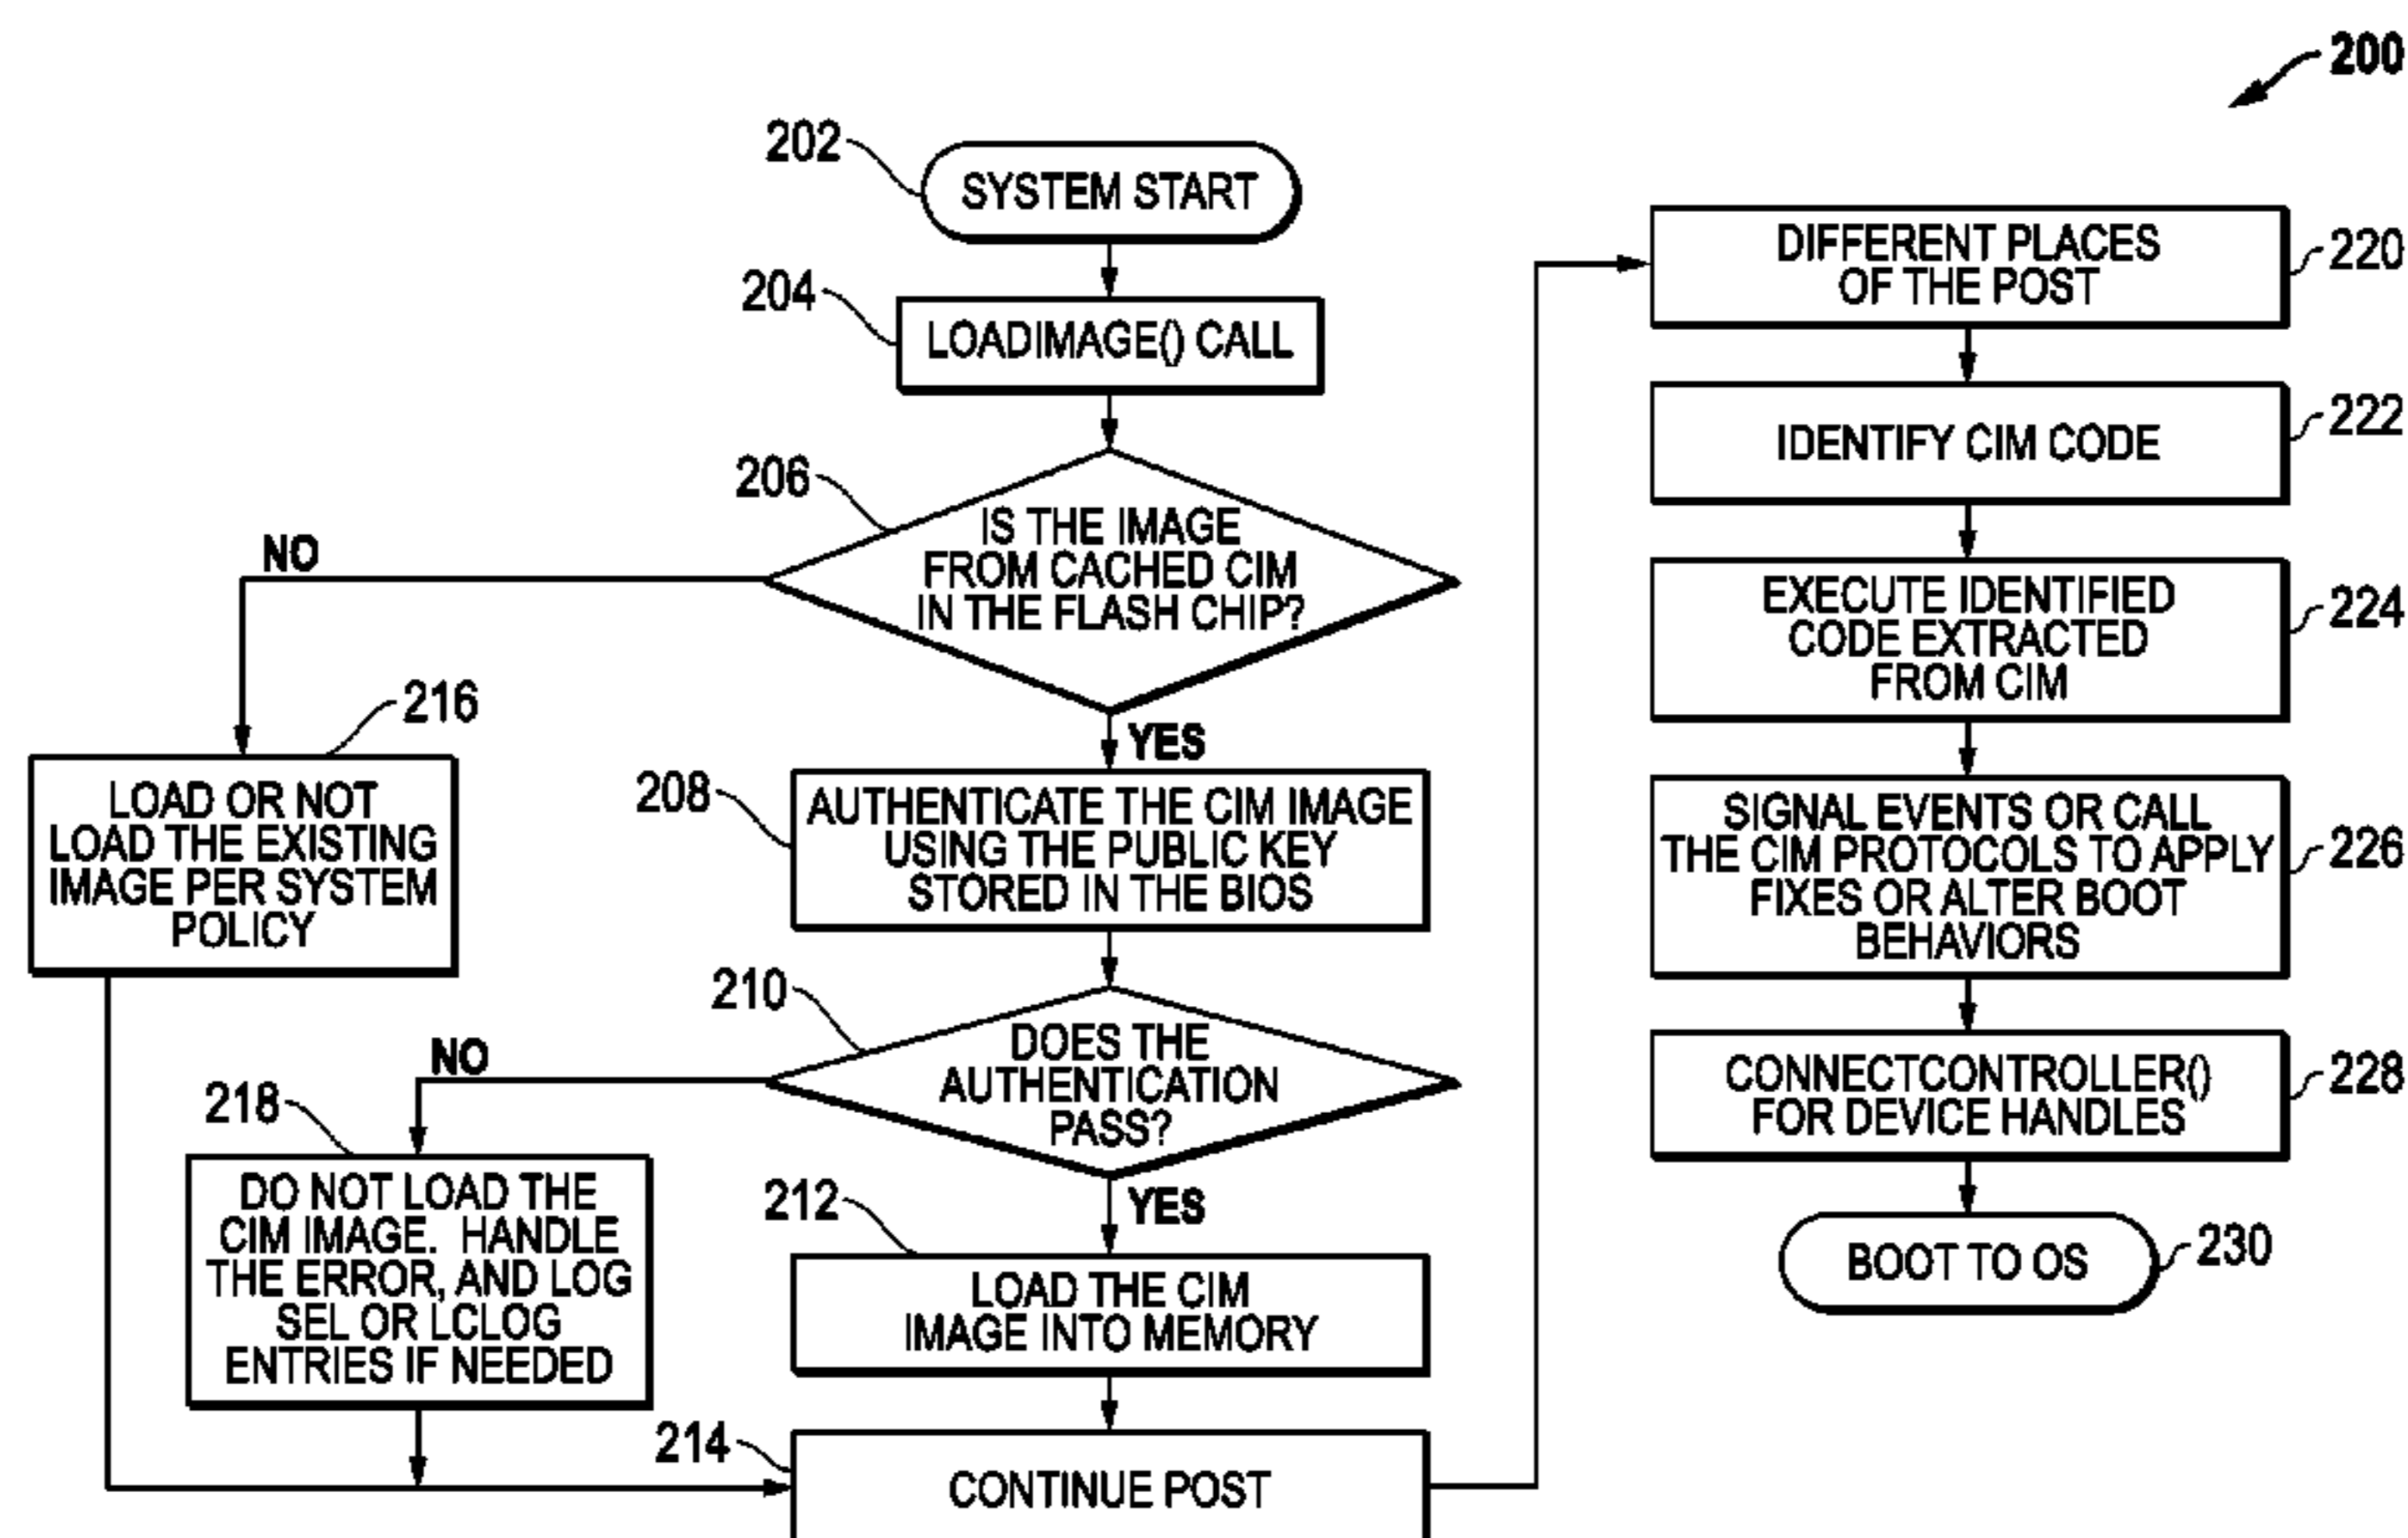 200
202
SYSTEM START
204
LOADIMAGE() CALL
206
IS THE IMAGE
FROM CACHED CIM
IN THE FLASH CHIP?
NO
YES
216
LOAD OR NOT
LOAD THE EXISTING
IMAGE PER SYSTEM
POLICY
208
AUTHENTICATE THE CIM IMAGE
USING THE PUBLIC KEY
STORED IN THE BIOS
210
DOES THE
AUTHENTICATION
PASS?
NO
YES
218
DO NOT LOAD THE
CIM IMAGE. HANDLE
THE ERROR, AND LOG
SEL OR LCLOG
ENTRIES IF NEEDED
212
LOAD THE CIM
IMAGE INTO MEMORY
214
CONTINUE POST
DIFFERENT PLACES
OF THE POST
220
IDENTIFY CIM CODE
222
EXECUTE IDENTIFIED
CODE EXTRACTED
FROM CIM
224
SIGNAL EVENTS OR CALL
THE CIM PROTOCOLS TO APPLY
FIXES OR ALTER BOOT
BEHAVIORS
226
CONNECTCONTROLLER()
FOR DEVICE HANDLES
228
BOOT TO OS
230